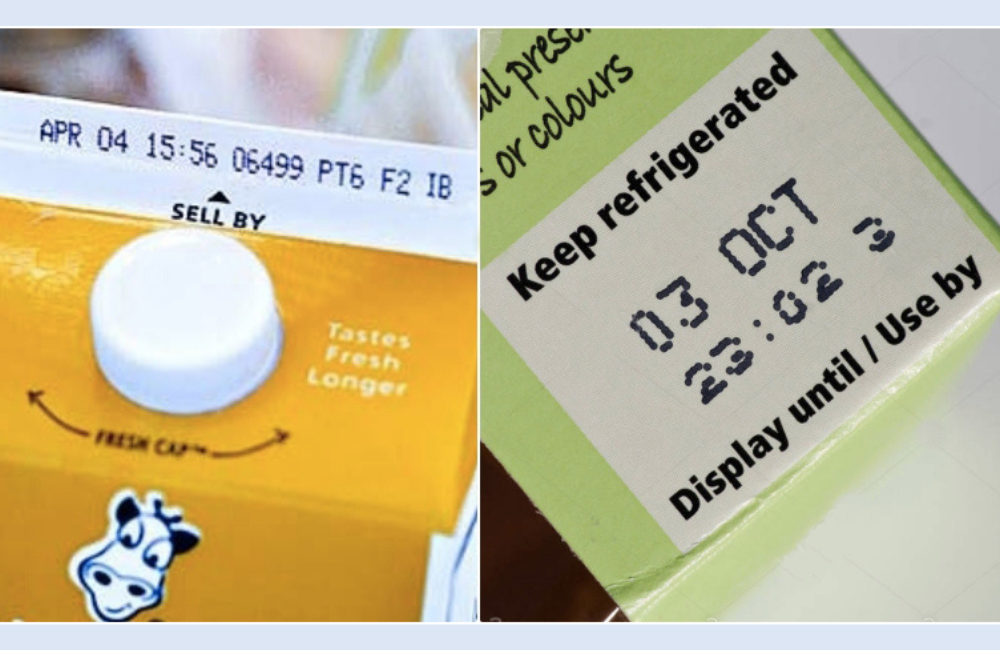 APR 04 15:56 06499 PT6 F2 IB
SELL BY
Tastes
Fresh
Longer
FRESH CAP™
or colours
Keep refrigerated
03 OCT
23:02 3
Display until / Use by